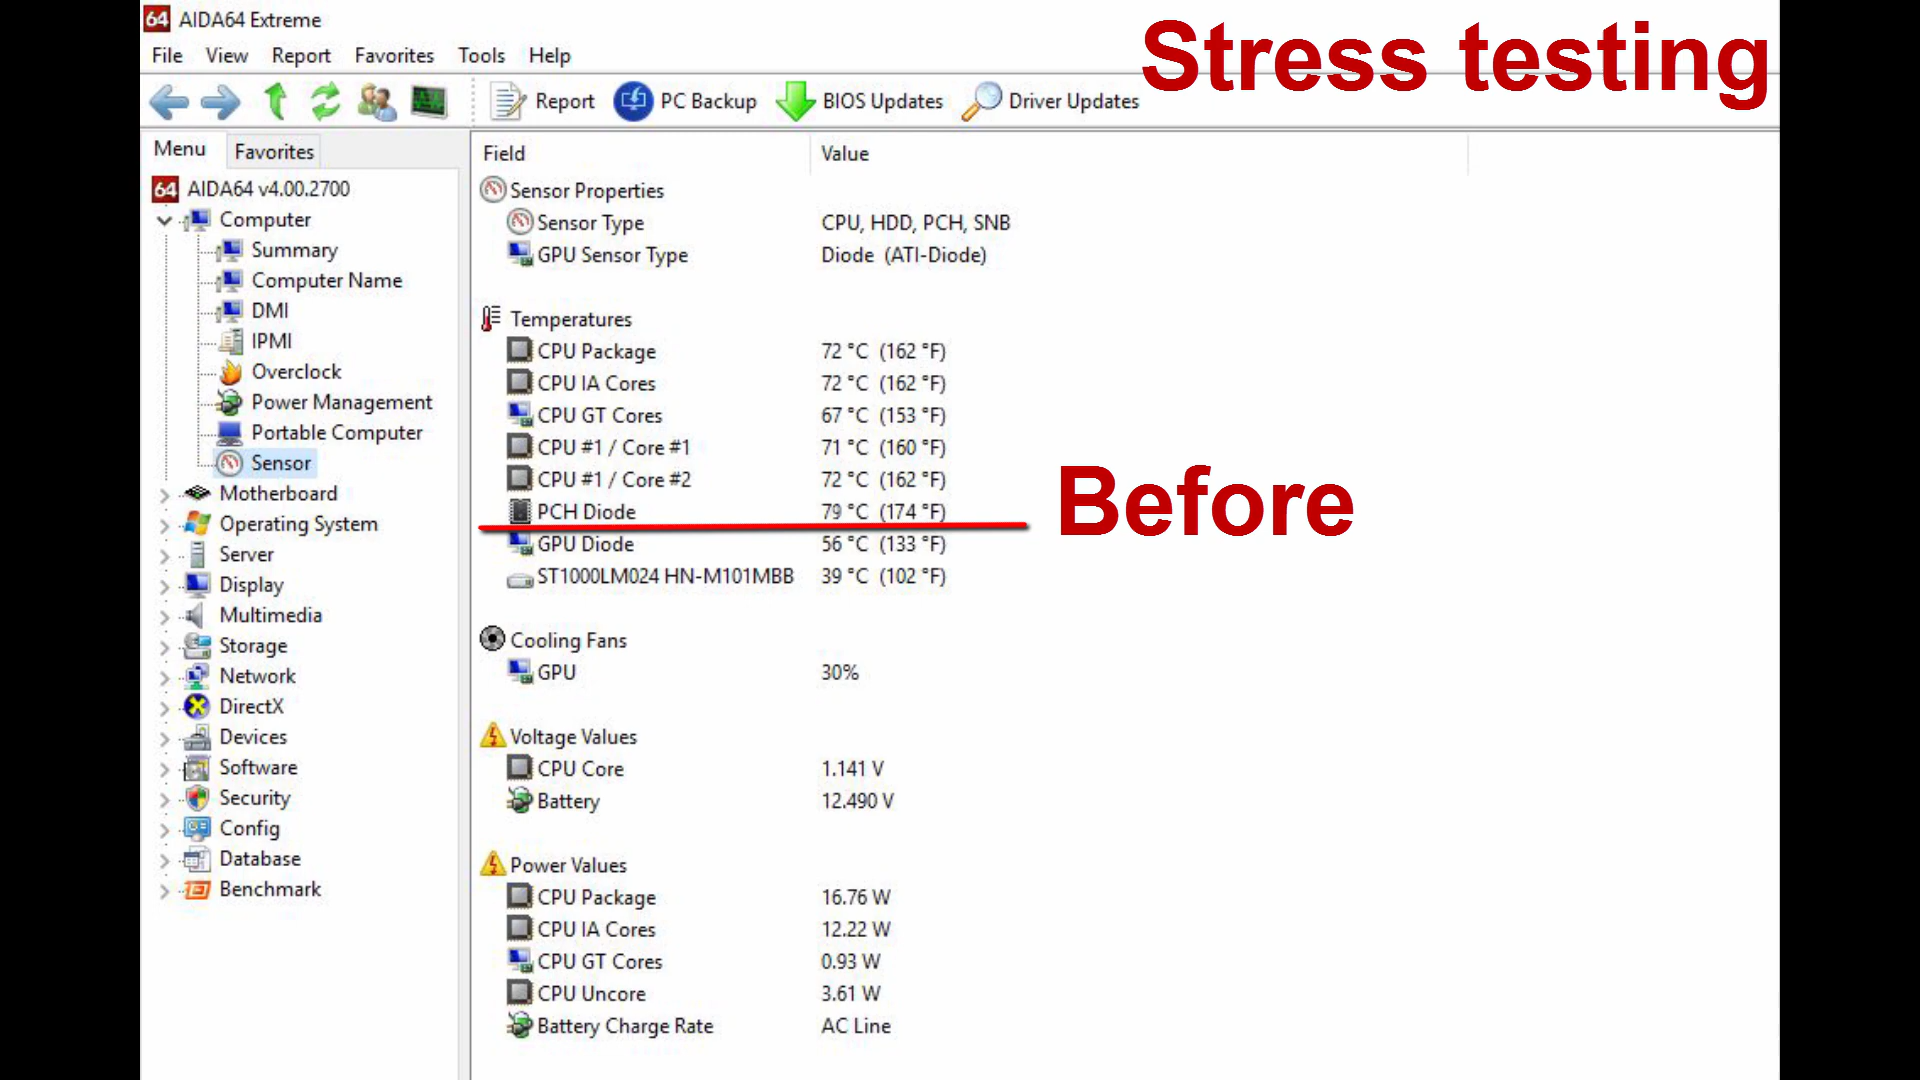 64 AIDA64 Extreme
Stress testing
File View Report Favorites Tools Help
Report PC Backup BIOS Updates Driver Updates
Menu Favorites
64 AIDA64 v4.00.2700
Computer
Summary
Computer Name
DMI
IPMI
Overclock
Power Management
Portable Computer
Sensor
Motherboard
Operating System
Server
Display
Multimedia
Storage
Network
DirectX
Devices
Software
Security
Config
Database
Benchmark
Field Value
Sensor Properties
Sensor Type CPU, HDD, PCH, SNB
GPU Sensor Type Diode (ATI-Diode)
Temperatures
CPU Package 72 °C (162 °F)
CPU IA Cores 72 °C (162 °F)
CPU GT Cores 67 °C (153 °F)
CPU #1 / Core #1 71 °C (160 °F)
CPU #1 / Core #2 72 °C (162 °F)
PCH Diode 79 °C (174 °F)
Before
GPU Diode 56 °C (133 °F)
ST1000LM024 HN-M101MBB 39 °C (102 °F)
Cooling Fans
GPU 30%
Voltage Values
CPU Core 1.141 V
Battery 12.490 V
Power Values
CPU Package 16.76 W
CPU IA Cores 12.22 W
CPU GT Cores 0.93 W
CPU Uncore 3.61 W
Battery Charge Rate AC Line